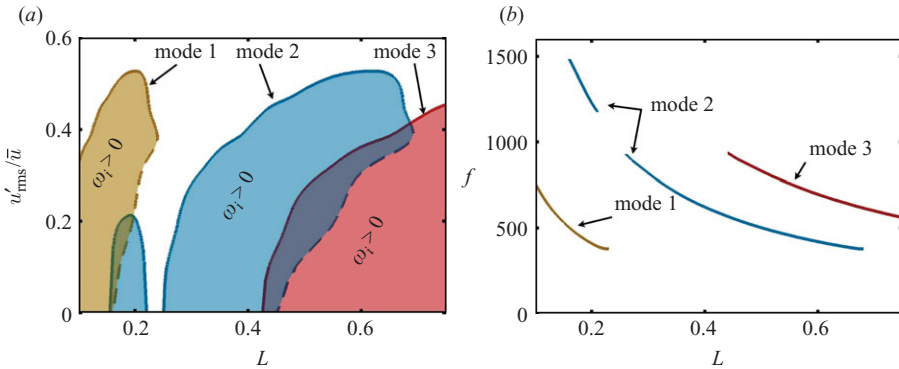 (a)
(b)
mode 1
mode 2
mode 3
0.6
0.4
0.2
0
u′rms/ū
ωi > 0
ωi > 0
ωi > 0
0.2
0.4
0.6
L
1500
1000
500
0
f
mode 2
mode 3
mode 1
0.2
0.4
0.6
L